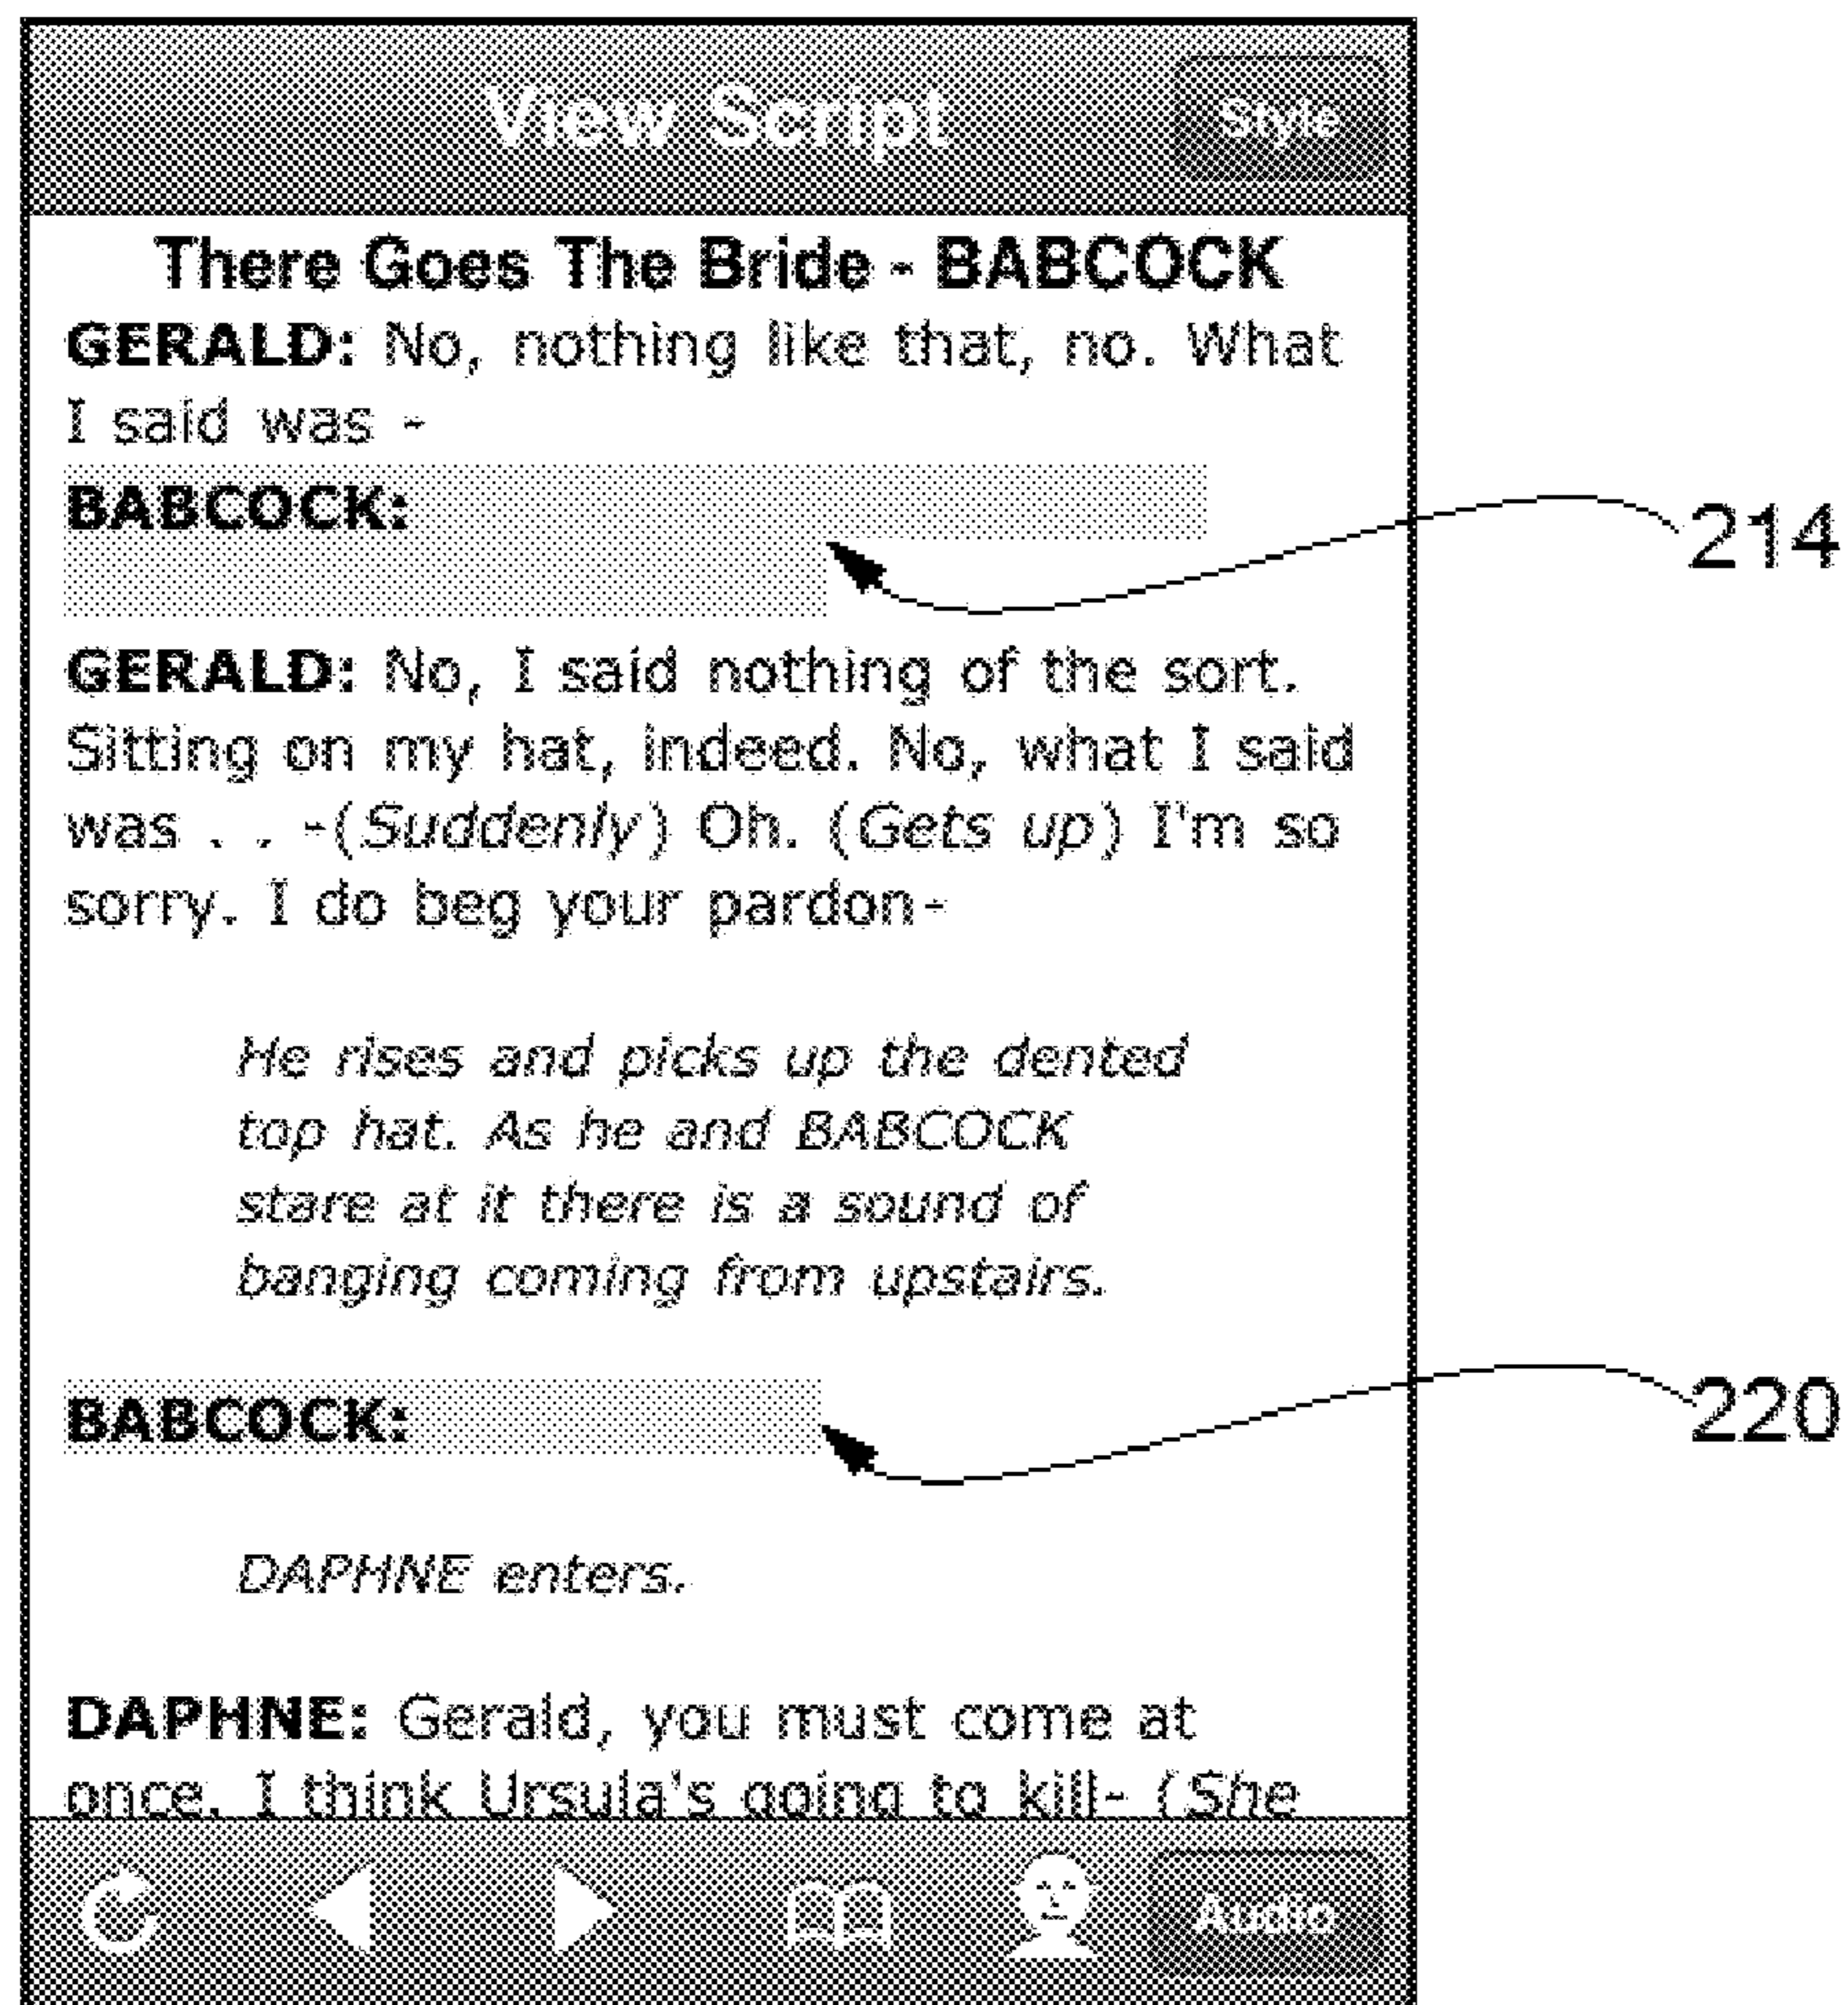 View Script
Style
There Goes The Bride - BABCOCK
GERALD: No, nothing like that, no. What
I said was -
BABCOCK:
214
GERALD: No, I said nothing of the sort.
Sitting on my hat, indeed. No, what I said
was . . -(Suddenly) Oh. (Gets up) I'm so
sorry. I do beg your pardon-
He rises and picks up the dented
top hat. As he and BABCOCK
stare at it there is a sound of
banging coming from upstairs.
BABCOCK:
220
DAPHNE enters.
DAPHNE: Gerald, you must come at
once. I think Ursula's going to kill- (She
Audio